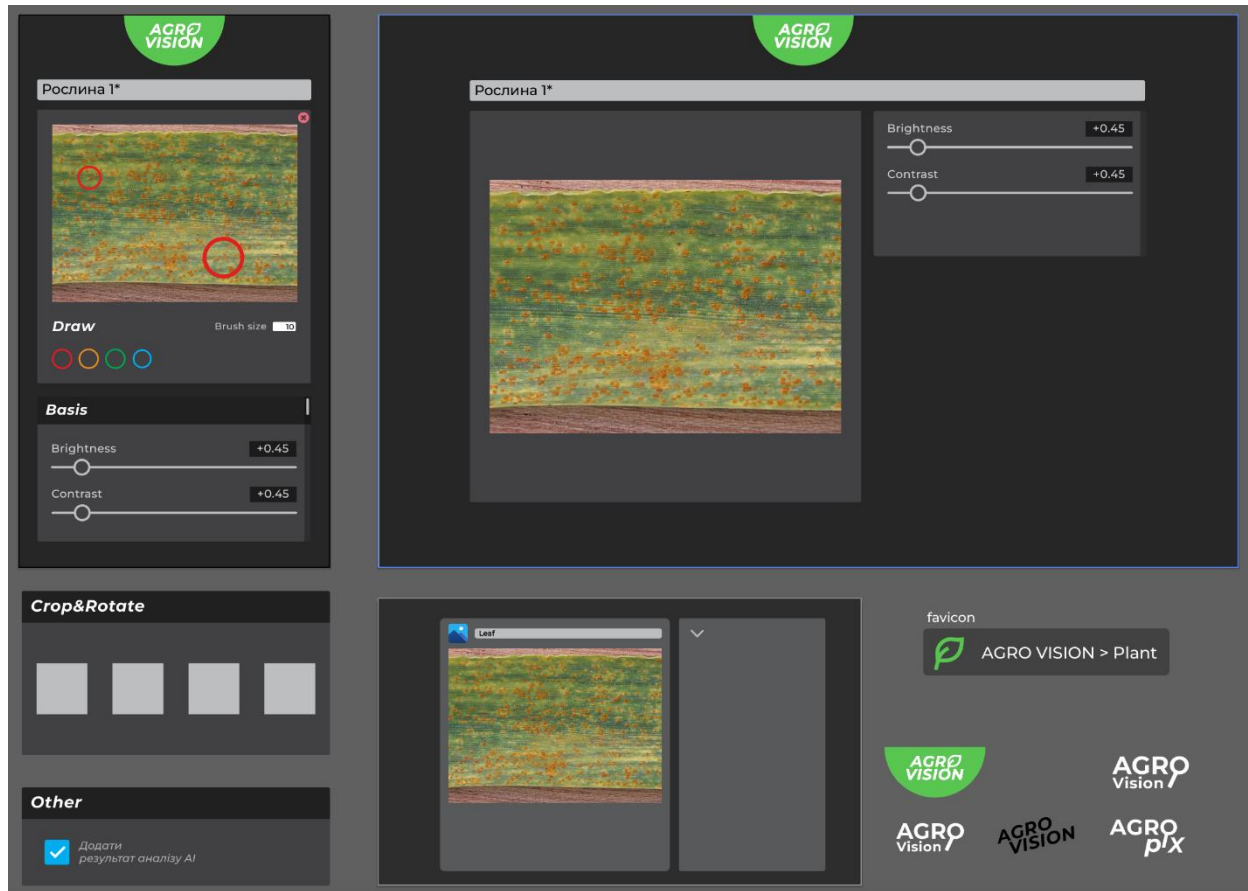 AGRO
VISION
Рослина 1*
Draw
Brush size 10
Basis
Brightness +0.45
Contrast +0.45
AGRO
VISION
Рослина 1*
Brightness +0.45
Contrast +0.45
Crop&Rotate
Other
Додати
результат аналізу AI
Leaf
favicon
AGRO VISION > Plant
AGRO
VISION
AGRO
Vision
AGRO
Vision
AGRO
VISION
AGRO
pix